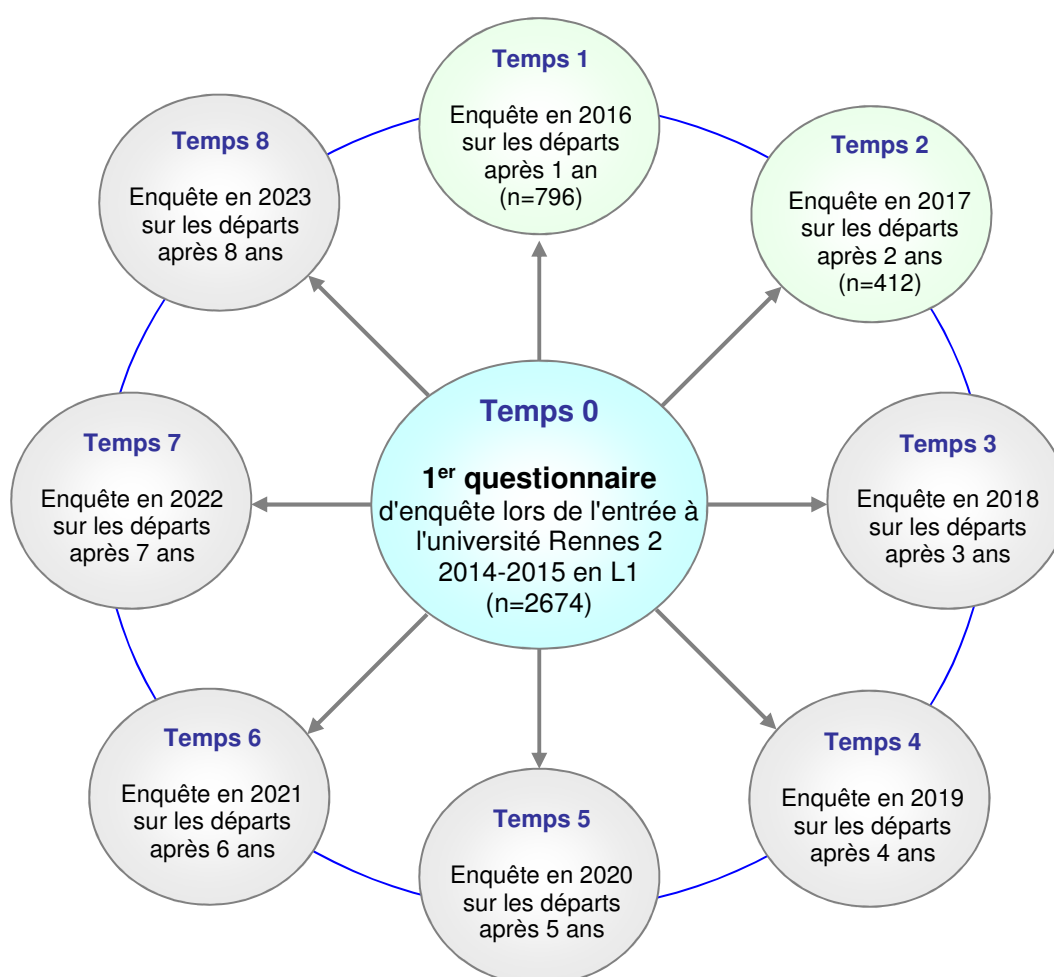 Temps 1
Enquête en 2016
sur les départs
après 1 an
(n=796)
Temps 2
Enquête en 2017
sur les départs
après 2 ans
(n=412)
Temps 3
Enquête en 2018
sur les départs
après 3 ans
Temps 4
Enquête en 2019
sur les départs
après 4 ans
Temps 5
Enquête en 2020
sur les départs
après 5 ans
Temps 6
Enquête en 2021
sur les départs
après 6 ans
Temps 7
Enquête en 2022
sur les départs
après 7 ans
Temps 8
Enquête en 2023
sur les départs
après 8 ans
Temps 0
1er questionnaire
d'enquête lors de l'entrée à
l'université Rennes 2
2014-2015 en L1
(n=2674)